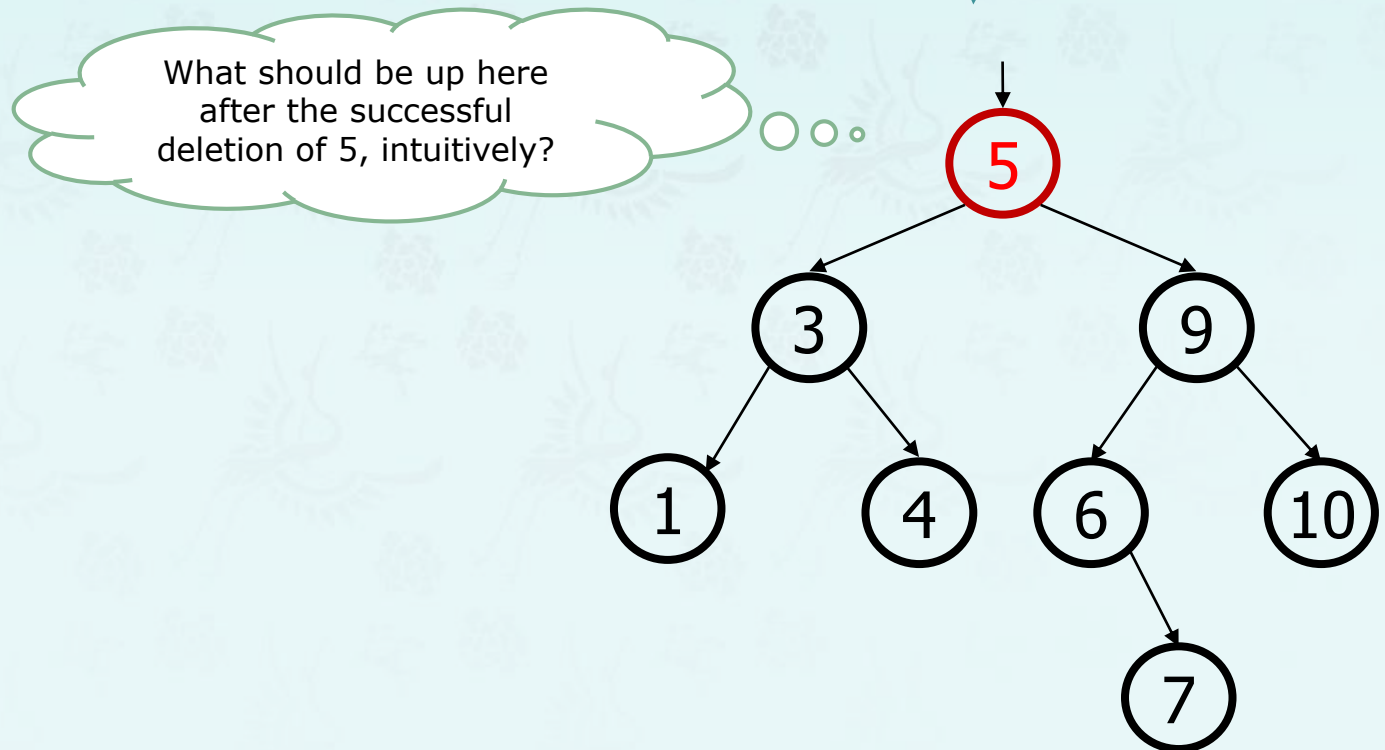 What should be up here
after the successful
deletion of 5, intuitively?
5
3
9
1
4
6
10
7